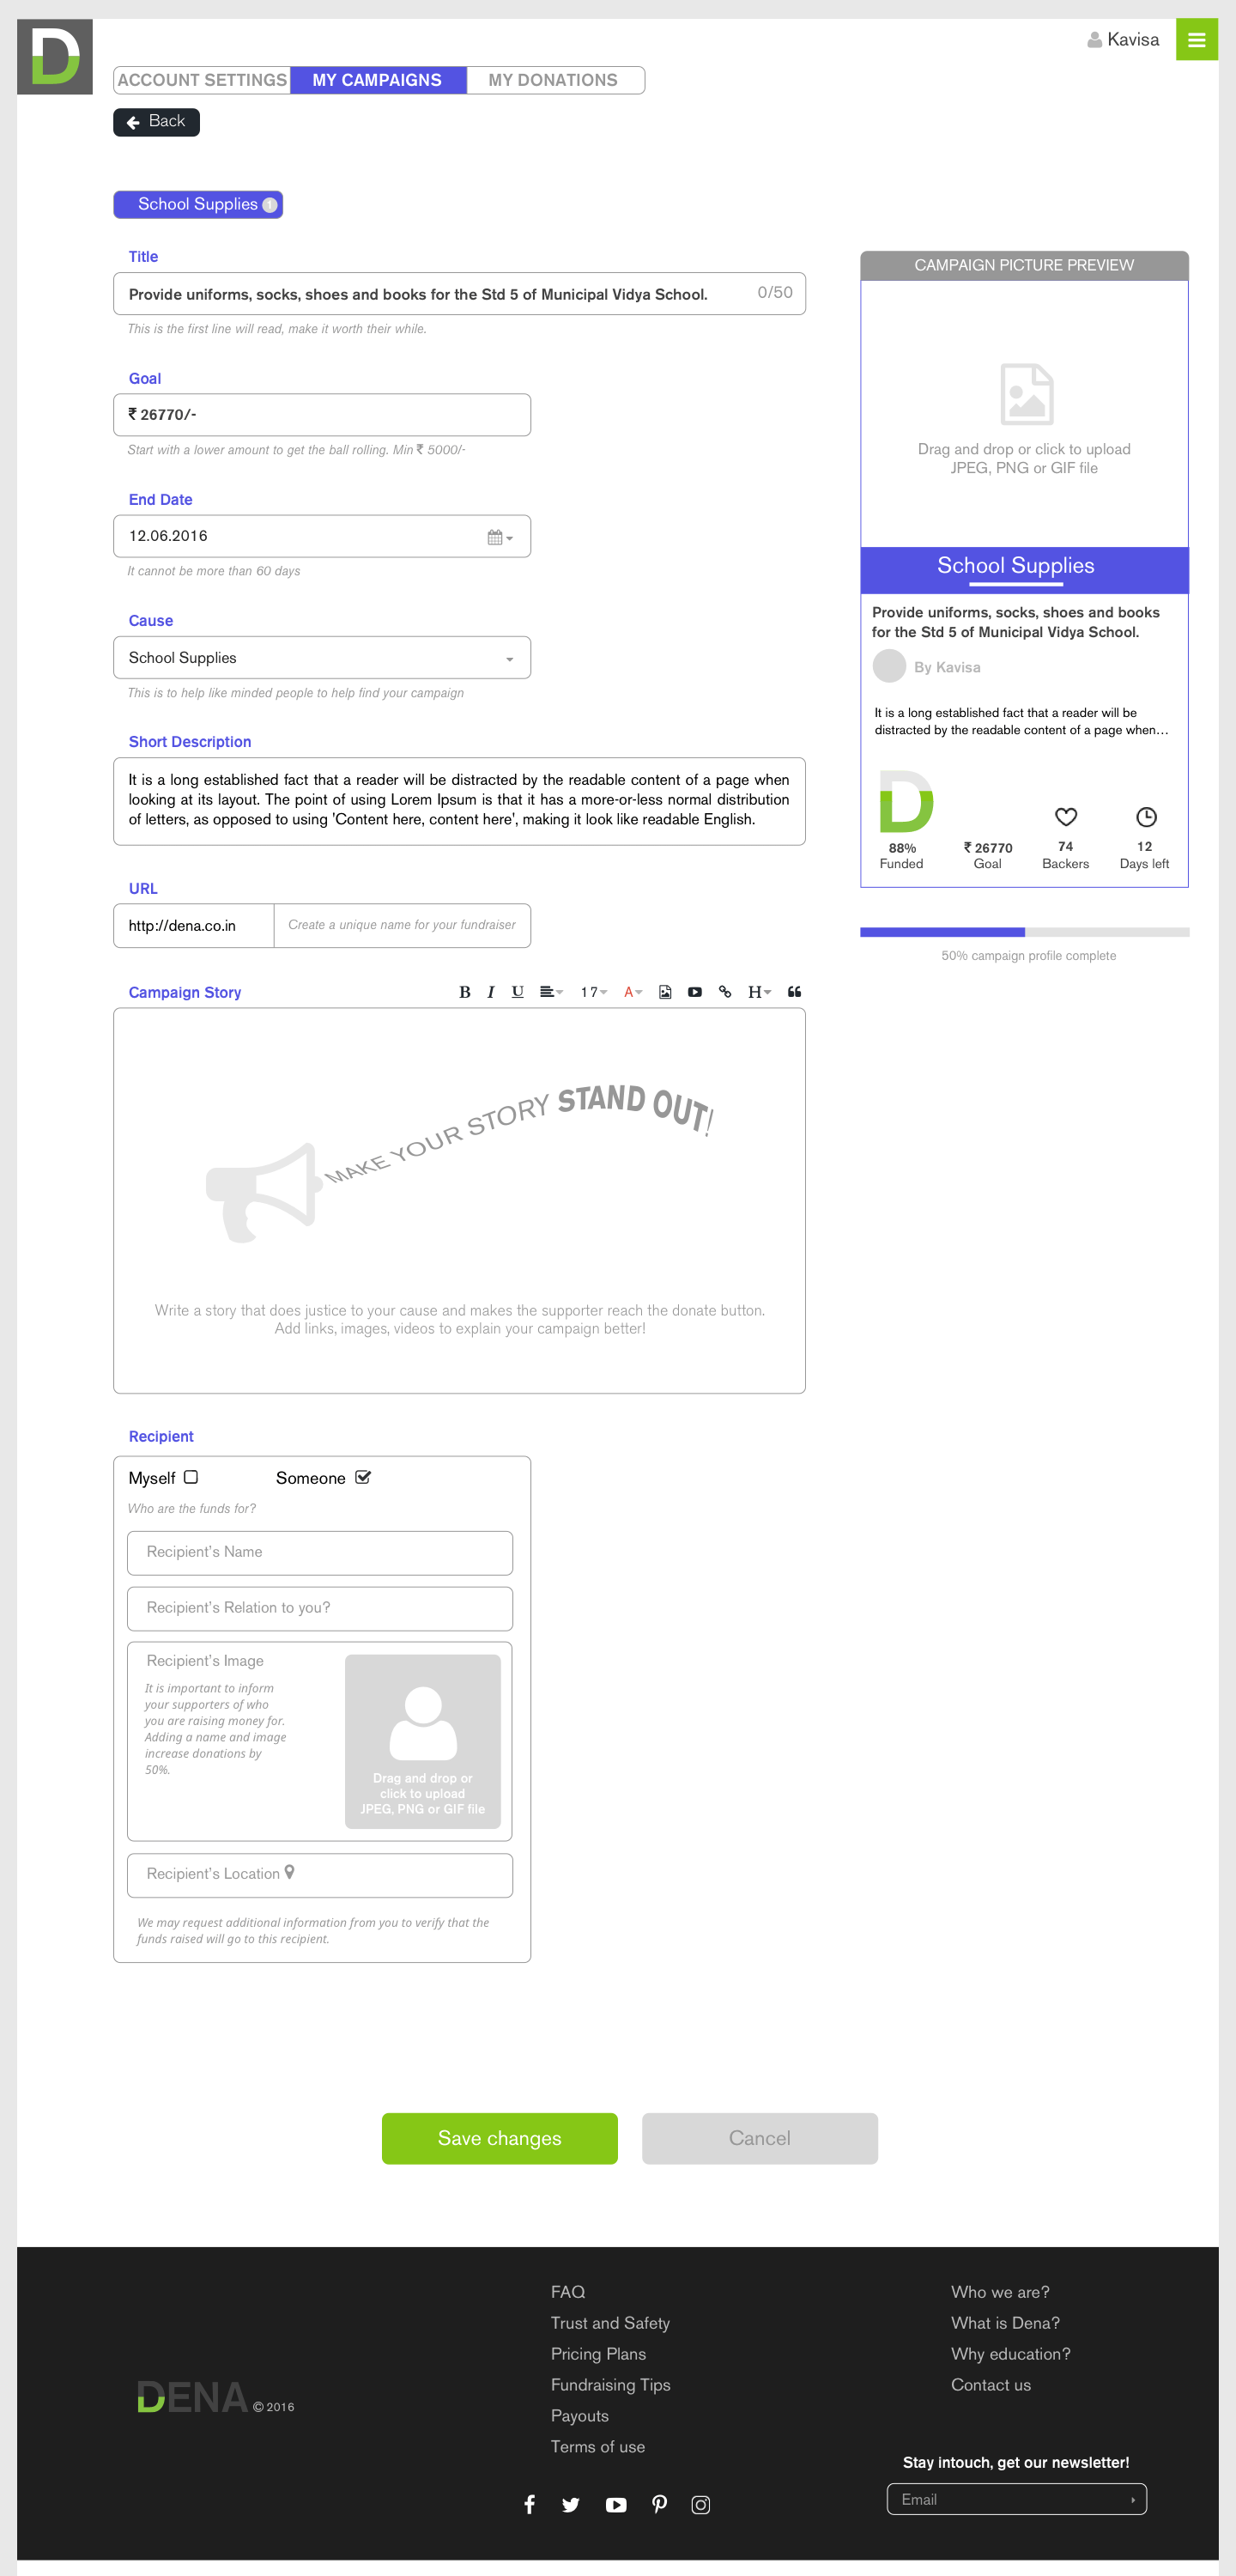 D
Kavisa
ACCOUNT SETTINGS MY CAMPAIGNS MY DONATIONS
Back
School Supplies 1
Title
Provide uniforms, socks, shoes and books for the Std 5 of Municipal Vidya School. 0/50
This is the first line will read, make it worth their while.
Goal
₹ 26770/-
Start with a lower amount to get the ball rolling. Min ₹ 5000/-
End Date
12.06.2016
It cannot be more than 60 days
Cause
School Supplies
This is to help like minded people to help find your campaign
Short Description
It is a long established fact that a reader will be distracted by the readable content of a page when
looking at its layout. The point of using Lorem Ipsum is that it has a more-or-less normal distribution
of letters, as opposed to using 'Content here, content here', making it look like readable English.
URL
http://dena.co.in Create a unique name for your fundraiser
Campaign Story B I U 17 A H
MAKE YOUR STORY STAND OUT!
Write a story that does justice to your cause and makes the supporter reach the donate button.
Add links, images, videos to explain your campaign better!
Recipient
Myself Someone
Who are the funds for?
Recipient's Name
Recipient's Relation to you?
Recipient's Image
It is important to inform
your supporters of who
you are raising money for.
Adding a name and image
increase donations by
50%.
Drag and drop or
click to upload
JPEG, PNG or GIF file
Recipient's Location
We may request additional information from you to verify that the
funds raised will go to this recipient.
CAMPAIGN PICTURE PREVIEW
Drag and drop or click to upload
JPEG, PNG or GIF file
School Supplies
Provide uniforms, socks, shoes and books
for the Std 5 of Municipal Vidya School.
By Kavisa
It is a long established fact that a reader will be
distracted by the readable content of a page when...
D
88% ₹ 26770 74 12
Funded Goal Backers Days left
50% campaign profile complete
Save changes Cancel
DENA © 2016
FAQ
Trust and Safety
Pricing Plans
Fundraising Tips
Payouts
Terms of use
Who we are?
What is Dena?
Why education?
Contact us
Stay intouch, get our newsletter!
Email